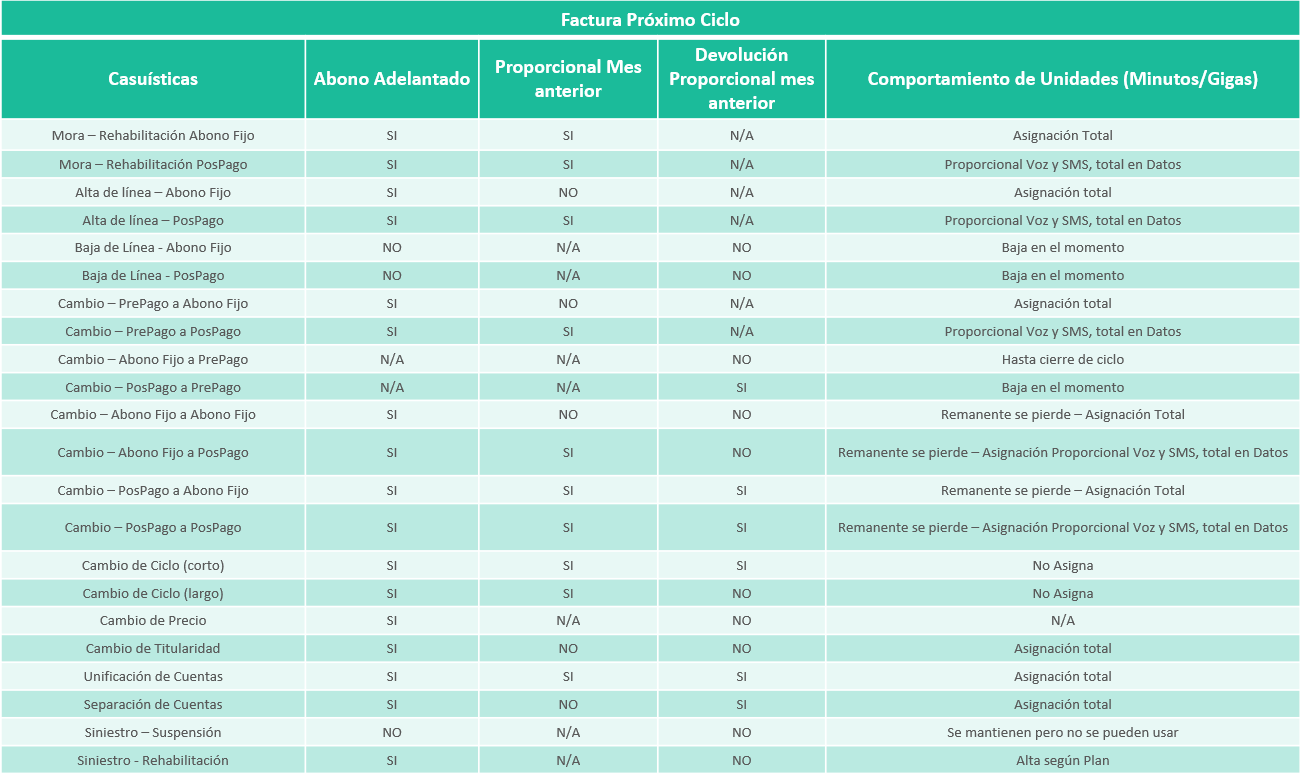 Factura Próximo Ciclo
Casuísticas Abono Adelantado Proporcional Mes anterior Devolución Proporcional mes anterior Comportamiento de Unidades (Minutos/Gigas)
Mora – Rehabilitación Abono Fijo SI SI N/A Asignación Total
Mora – Rehabilitación PosPago SI SI N/A Proporcional Voz y SMS, total en Datos
Alta de línea – Abono Fijo SI NO N/A Asignación total
Alta de línea – PosPago SI SI N/A Proporcional Voz y SMS, total en Datos
Baja de Línea - Abono Fijo NO N/A NO Baja en el momento
Baja de Línea - PosPago NO N/A NO Baja en el momento
Cambio – PrePago a Abono Fijo SI NO N/A Asignación total
Cambio – PrePago a PosPago SI SI N/A Proporcional Voz y SMS, total en Datos
Cambio – Abono Fijo a PrePago N/A N/A NO Hasta cierre de ciclo
Cambio – PosPago a PrePago N/A N/A SI Baja en el momento
Cambio – Abono Fijo a Abono Fijo SI NO NO Remanente se pierde – Asignación Total
Cambio – Abono Fijo a PosPago SI SI NO Remanente se pierde – Asignación Proporcional Voz y SMS, total en Datos
Cambio – PosPago a Abono Fijo SI SI SI Remanente se pierde – Asignación Total
Cambio – PosPago a PosPago SI SI SI Remanente se pierde – Asignación Proporcional Voz y SMS, total en Datos
Cambio de Ciclo (corto) SI SI SI No Asigna
Cambio de Ciclo (largo) SI SI NO No Asigna
Cambio de Precio SI N/A NO N/A
Cambio de Titularidad SI NO NO Asignación total
Unificación de Cuentas SI SI SI Asignación total
Separación de Cuentas SI NO SI Asignación total
Siniestro – Suspensión NO N/A NO Se mantienen pero no se pueden usar
Siniestro - Rehabilitación SI N/A NO Alta según Plan